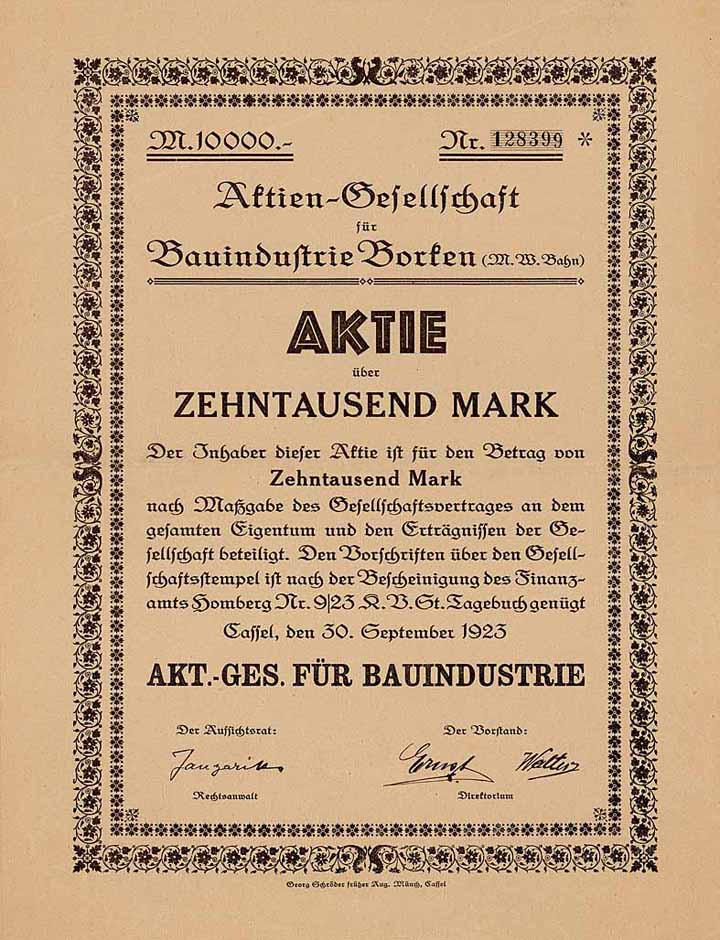 M. 10000.- Nr. 128399 *
Aktien-Gesellschaft
für
Bauindustrie Borken (M. W. Bahn)
AKTIE
über
ZEHNTAUSEND MARK
Der Inhaber dieser Aktie ist für den Betrag von
Zehntausend Mark
nach Maßgabe des Gesellschaftsvertrages an dem
gesamten Eigentum und den Erträgnissen der Ge-
sellschaft beteiligt. Den Vorschriften über den Gesell-
schaftsstempel ist nach der Bescheinigung des Finanz-
amts Homberg Nr. 9|23 K. V. St. Tagebuch genügt
Cassel, den 30. September 1923
AKT.-GES. FÜR BAUINDUSTRIE
Der Aufsichtsrat: Der Vorstand:
Ernst Walter
Rechtsanwalt Direktorium
Georg Schröder früher Aug. Münch, Cassel